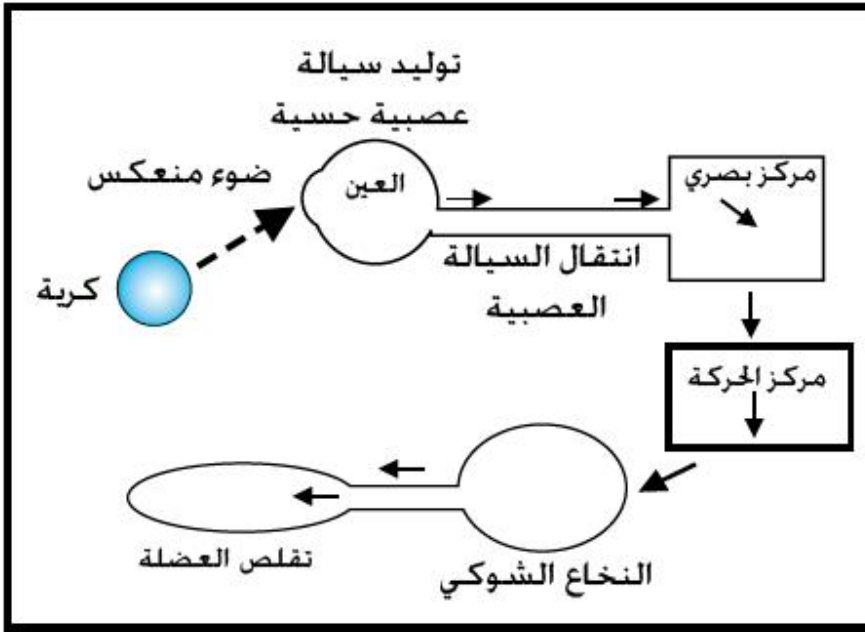 توليد سيالة
عصبية حسية
ضوء منعكس
العين
مركز بصري
كرية
انتقال السيالة
العصبية
مركز الحركة
تقلص العضلة
النخاع الشوكي